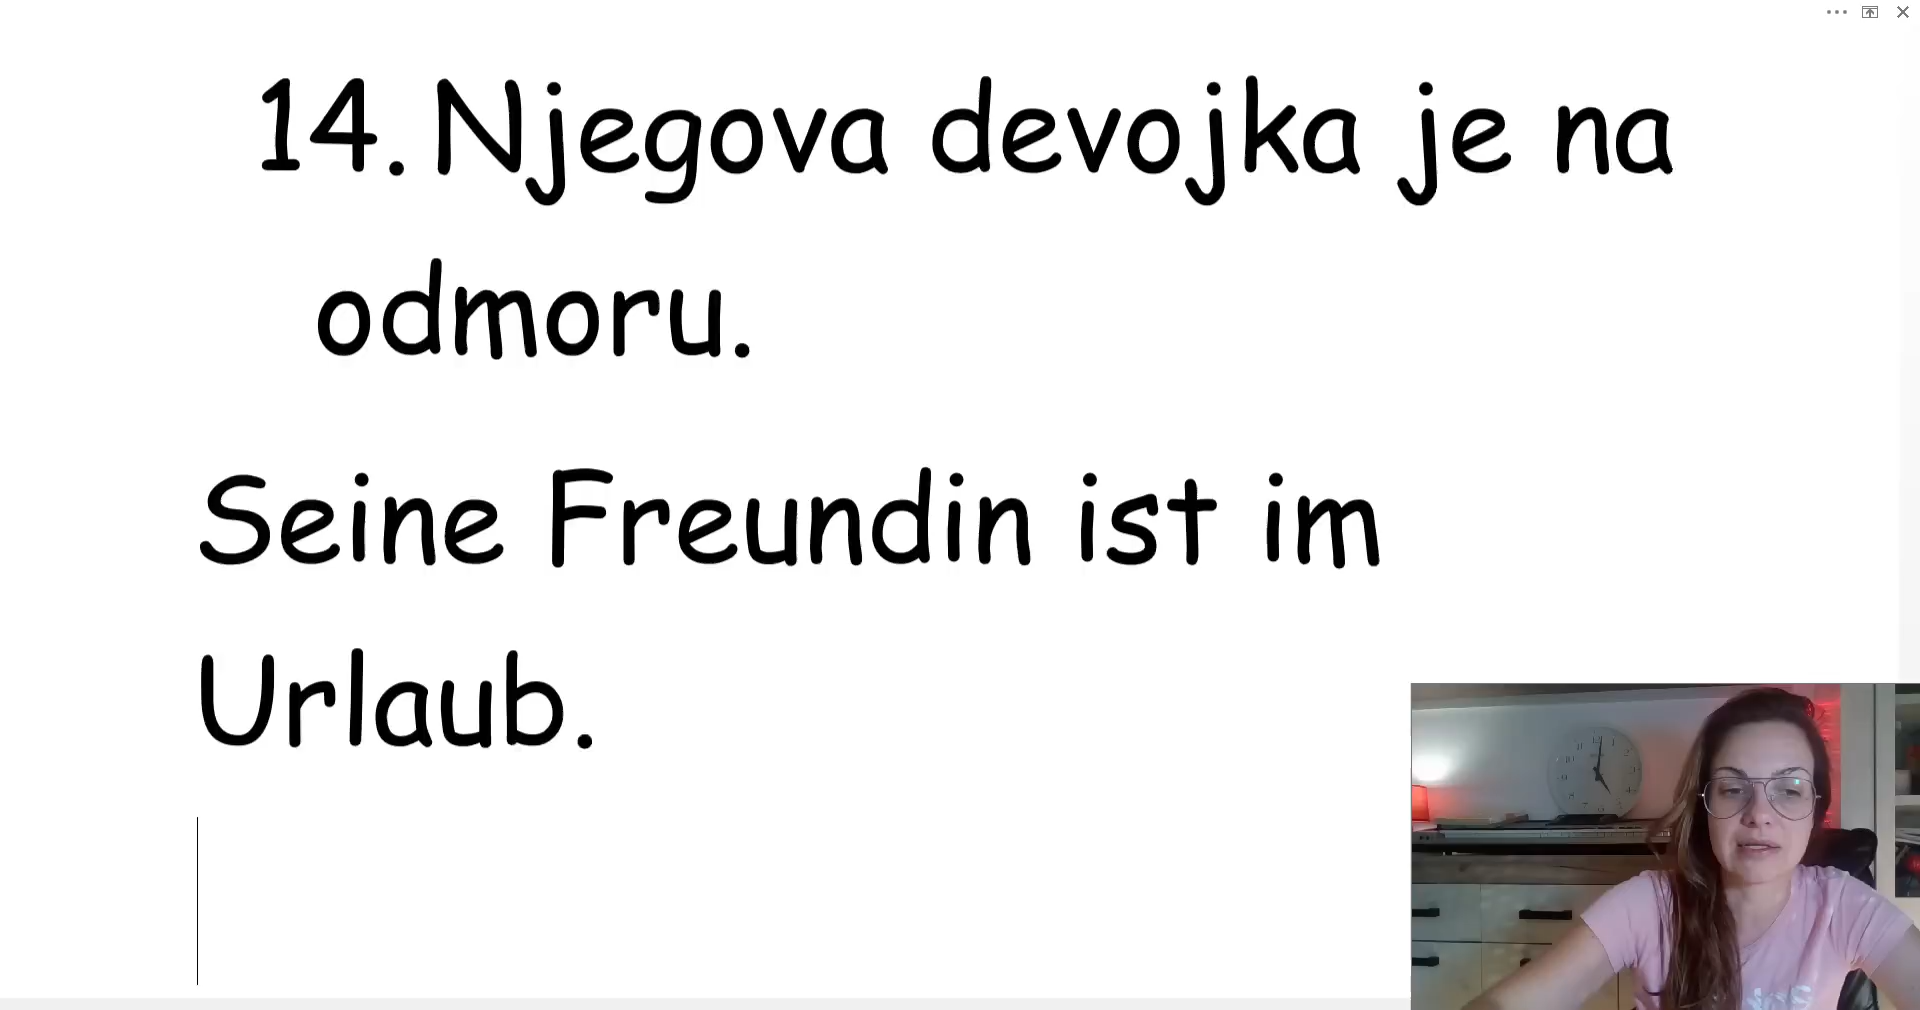 14. Njegova devojka je na
odmoru.
Seine Freundin ist im
Urlaub.